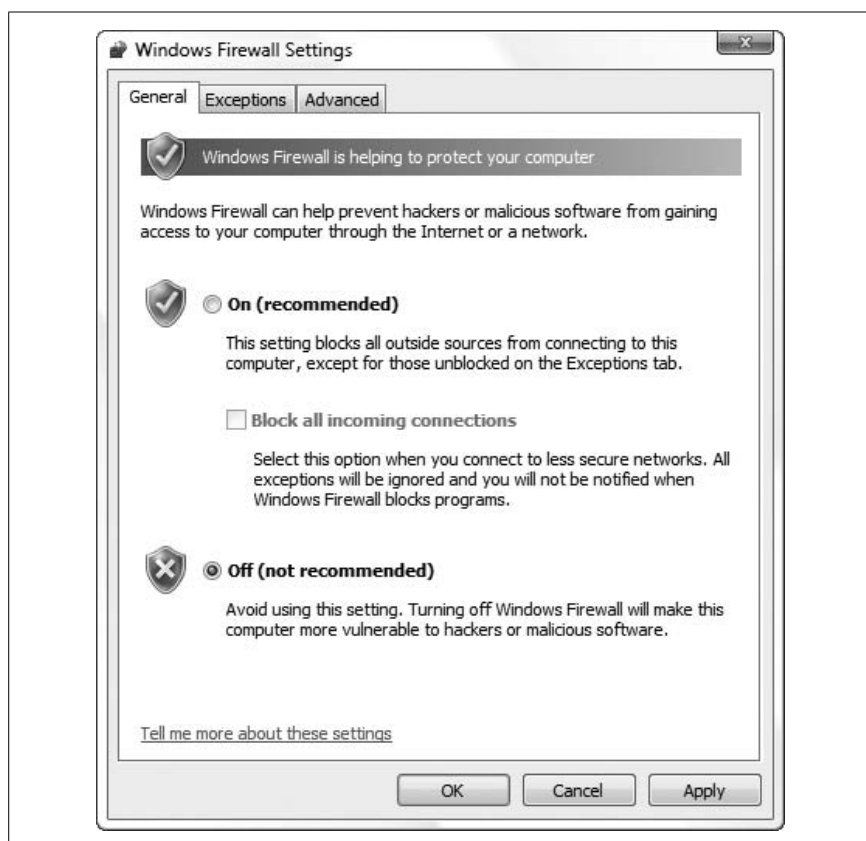 Windows Firewall Settings
General Exceptions Advanced
Windows Firewall is helping to protect your computer
Windows Firewall can help prevent hackers or malicious software from gaining
access to your computer through the Internet or a network.
On (recommended)
This setting blocks all outside sources from connecting to this
computer, except for those unblocked on the Exceptions tab.
Block all incoming connections
Select this option when you connect to less secure networks. All
exceptions will be ignored and you will not be notified when
Windows Firewall blocks programs.
Off (not recommended)
Avoid using this setting. Turning off Windows Firewall will make this
computer more vulnerable to hackers or malicious software.
Tell me more about these settings
OK Cancel Apply